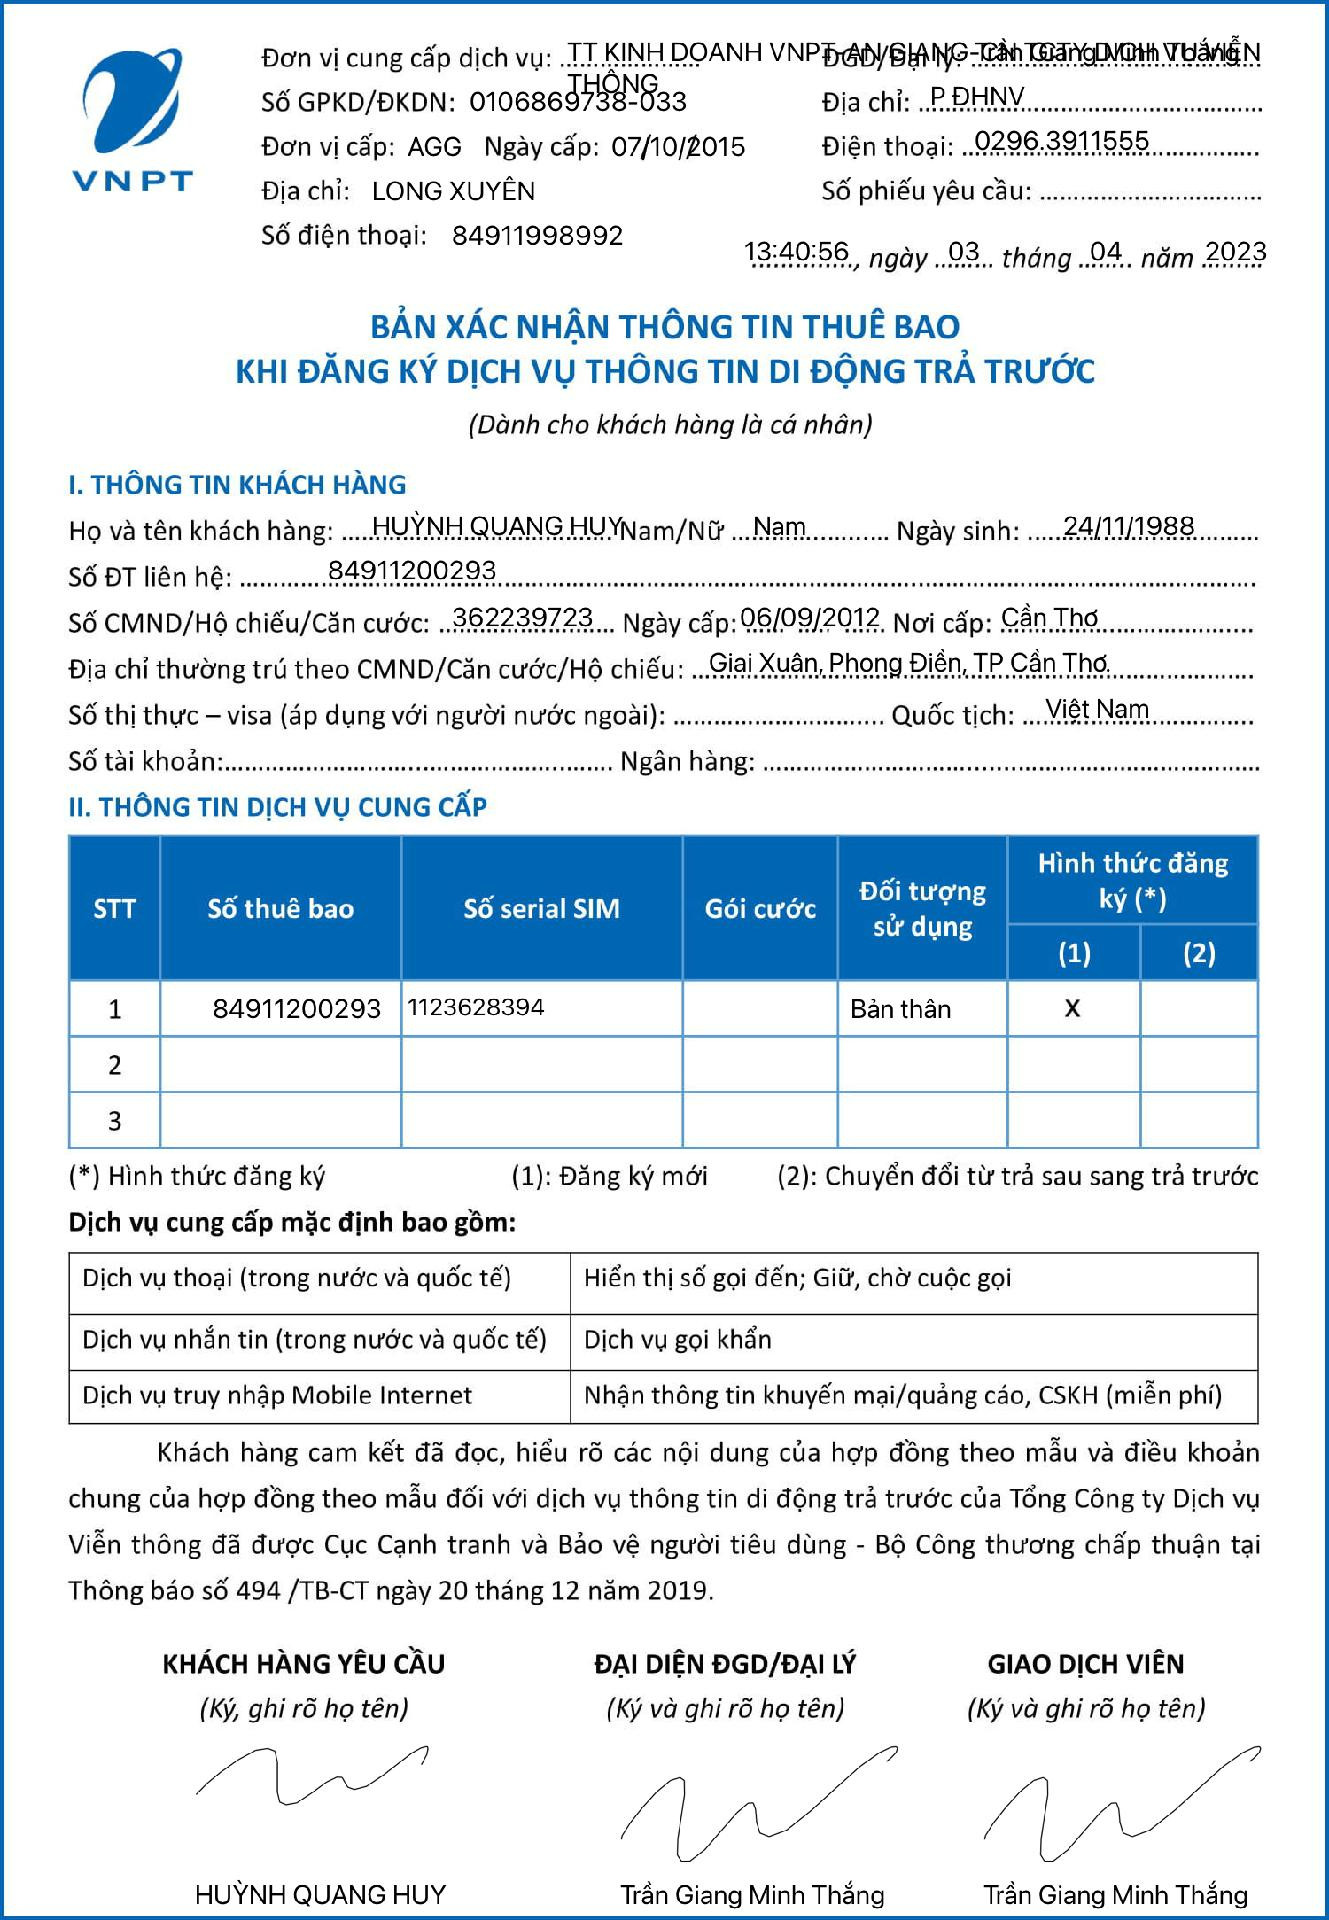 VNPT
Đơn vị cung cấp dịch vụ: TT KINH DOANH VNPT-AN GIANG-CN TCTY DỊCH VỤ VIỄN THÔNG
ĐGD/Đại lý: Trần Giang Minh Thắng
Số GPKD/ĐKDN: 0106869738-033
Địa chỉ: P ĐHNV
Đơn vị cấp: AGG Ngày cấp: 07/10/2015
Điện thoại: 0296.3911555
Địa chỉ: LONG XUYÊN
Số phiếu yêu cầu: ................................
Số điện thoại: 84911998992
13:40:56, ngày 03 tháng 04 năm 2023
BẢN XÁC NHẬN THÔNG TIN THUÊ BAO
KHI ĐĂNG KÝ DỊCH VỤ THÔNG TIN DI ĐỘNG TRẢ TRƯỚC
(Dành cho khách hàng là cá nhân)
I. THÔNG TIN KHÁCH HÀNG
Họ và tên khách hàng: HUỲNH QUANG HUY Nam/Nữ Nam Ngày sinh: 24/11/1988
Số ĐT liên hệ: 84911200293
Số CMND/Hộ chiếu/Căn cước: 362239723 Ngày cấp: 06/09/2012 Nơi cấp: Cần Thơ
Địa chỉ thường trú theo CMND/Căn cước/Hộ chiếu: Giai Xuân, Phong Điền, TP Cần Thơ.
Số thị thực – visa (áp dụng với người nước ngoài): .............................. Quốc tịch: Việt Nam
Số tài khoản:........................................................ Ngân hàng: ........................................................................
II. THÔNG TIN DỊCH VỤ CUNG CẤP
STT Số thuê bao Số serial SIM Gói cước Đối tượng sử dụng Hình thức đăng ký (*)
(1) (2)
1 84911200293 1123628394 Bản thân X
2
3
(*) Hình thức đăng ký (1): Đăng ký mới (2): Chuyển đổi từ trả sau sang trả trước
Dịch vụ cung cấp mặc định bao gồm:
Dịch vụ thoại (trong nước và quốc tế) Hiển thị số gọi đến; Giữ, chờ cuộc gọi
Dịch vụ nhắn tin (trong nước và quốc tế) Dịch vụ gọi khẩn
Dịch vụ truy nhập Mobile Internet Nhận thông tin khuyến mại/quảng cáo, CSKH (miễn phí)
Khách hàng cam kết đã đọc, hiểu rõ các nội dung của hợp đồng theo mẫu và điều khoản
chung của hợp đồng theo mẫu đối với dịch vụ thông tin di động trả trước của Tổng Công ty Dịch vụ
Viễn thông đã được Cục Cạnh tranh và Bảo vệ người tiêu dùng - Bộ Công thương chấp thuận tại
Thông báo số 494 /TB-CT ngày 20 tháng 12 năm 2019.
KHÁCH HÀNG YÊU CẦU ĐẠI DIỆN ĐGD/ĐẠI LÝ GIAO DỊCH VIÊN
(Ký, ghi rõ họ tên) (Ký và ghi rõ họ tên) (Ký và ghi rõ họ tên)
HUỲNH QUANG HUY Trần Giang Minh Thắng Trần Giang Minh Thắng